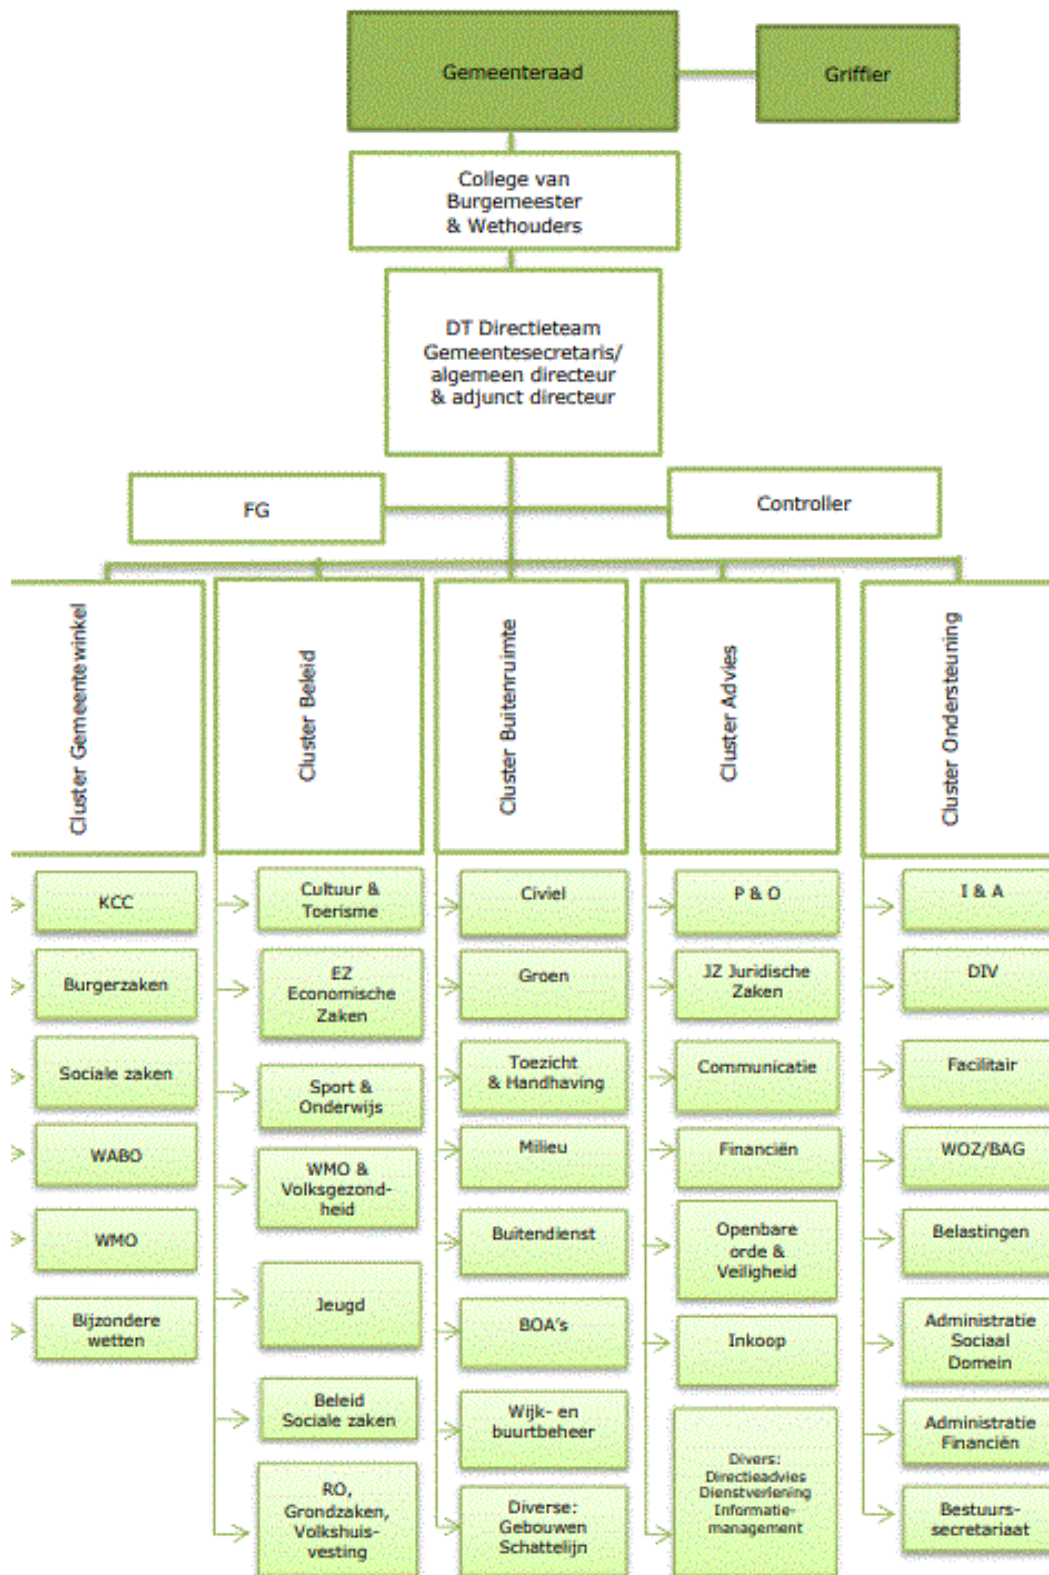 Gemeenteraad
Griffier
College van
Burgemeester
& Wethouders
DT Directieteam
Gemeentesecretaris/
algemeen directeur
& adjunct directeur
FG
Controller
Cluster Gemeentewinkel
Cluster Beleid
Cluster Buitenruimte
Cluster Advies
Cluster Ondersteuning
KCC
Burgerzaken
Sociale zaken
WABO
WMO
Bijzondere
wetten
Cultuur &
Toerisme
EZ
Economische
Zaken
Sport &
Onderwijs
WMO &
Volksgezond-
heid
Jeugd
Beleid
Sociale zaken
RO,
Grondzaken,
Volkshuis-
vesting
Civiel
Groen
Toezicht
& Handhaving
Milieu
Buitendienst
BOA's
Wijk- en
buurtbeheer
Diverse:
Gebouwen
Schattelijn
P & O
JZ Juridische
Zaken
Communicatie
Financiën
Openbare
orde &
Veiligheid
Inkoop
Divers:
Directieadvies
Dienstverlening
Informatie-
management
I & A
DIV
Facilitair
WOZ/BAG
Belastingen
Administratie
Sociaal
Domein
Administratie
Financiën
Bestuurs-
secretariaat